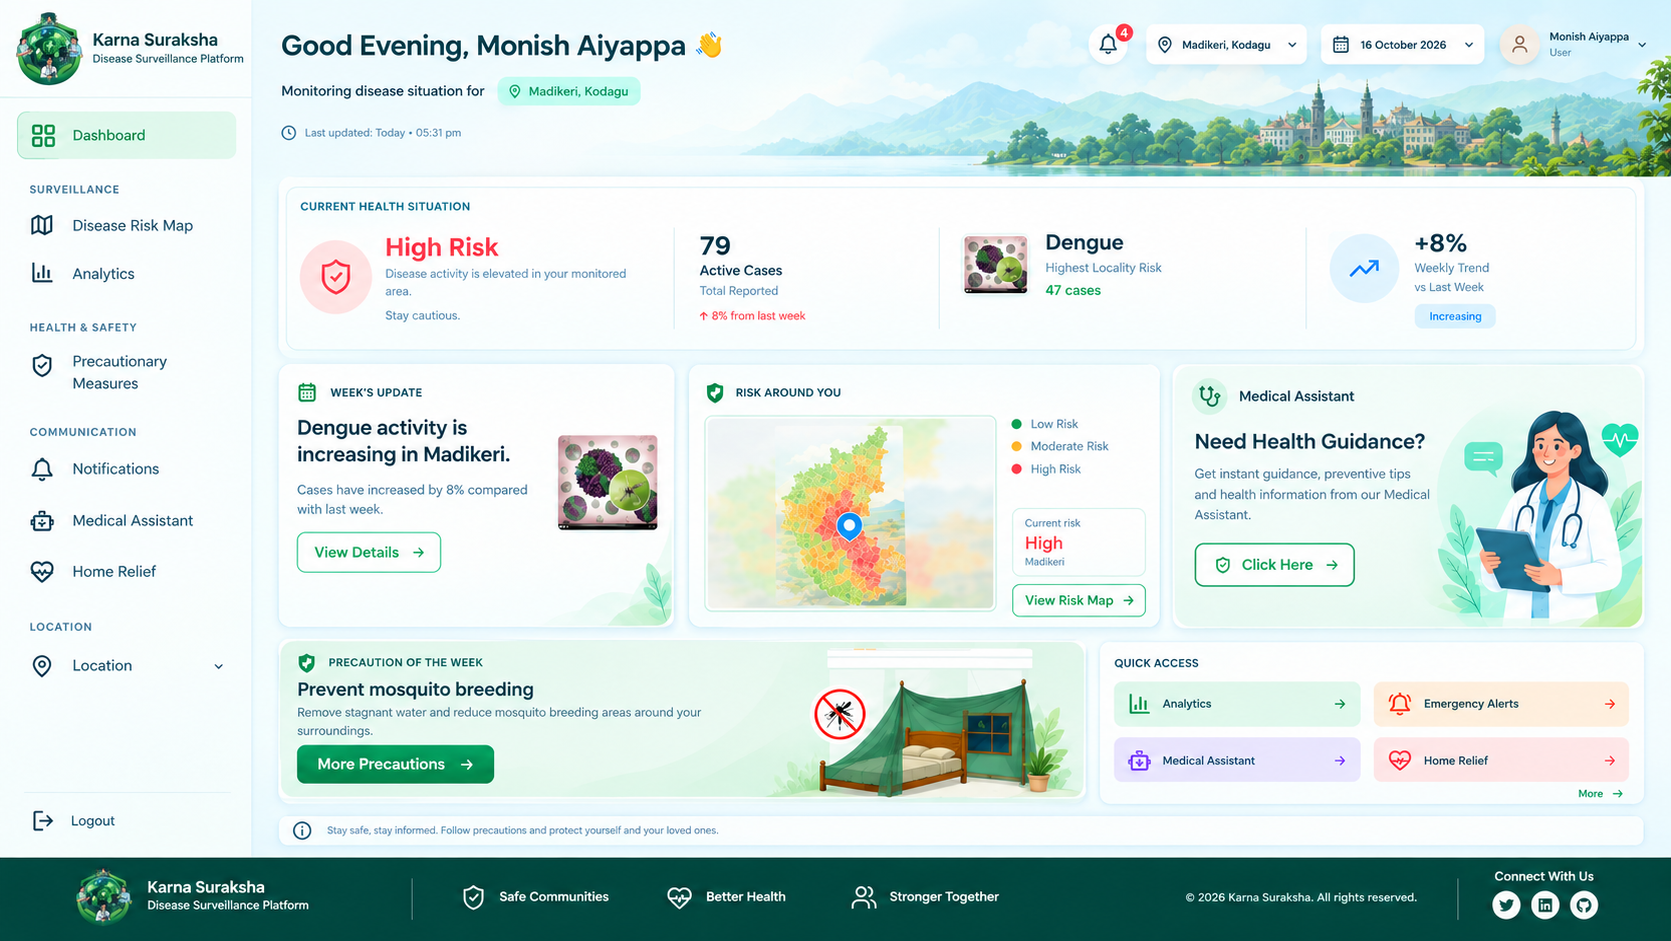 Karna Suraksha
Disease Surveillance Platform
Dashboard
SURVEILLANCE
Disease Risk Map
Analytics
HEALTH & SAFETY
Precautionary
Measures
COMMUNICATION
Notifications
Medical Assistant
Home Relief
LOCATION
Location
Logout
Good Evening, Monish Aiyappa
Monitoring disease situation for
Madikeri, Kodagu
Last updated: Today • 05:31 pm
4
Madikeri, Kodagu
16 October 2026
Monish Aiyappa
User
CURRENT HEALTH SITUATION
High Risk
Disease activity is elevated in your monitored
area.
Stay cautious.
79
Active Cases
Total Reported
↑ 8% from last week
Dengue
Highest Locality Risk
47 cases
+8%
Weekly Trend
vs Last Week
Increasing
WEEK'S UPDATE
Dengue activity is
increasing in Madikeri.
Cases have increased by 8% compared
with last week.
View Details →
RISK AROUND YOU
Low Risk
Moderate Risk
High Risk
Current risk
High
Madikeri
View Risk Map →
Medical Assistant
Need Health Guidance?
Get instant guidance, preventive tips
and health information from our Medical
Assistant.
Click Here →
PRECAUTION OF THE WEEK
Prevent mosquito breeding
Remove stagnant water and reduce mosquito breeding areas around your
surroundings.
More Precautions →
QUICK ACCESS
Analytics →
Emergency Alerts →
Medical Assistant →
Home Relief →
More →
Stay safe, stay informed. Follow precautions and protect yourself and your loved ones.
Karna Suraksha
Disease Surveillance Platform
Safe Communities
Better Health
Stronger Together
© 2026 Karna Suraksha. All rights reserved.
Connect With Us